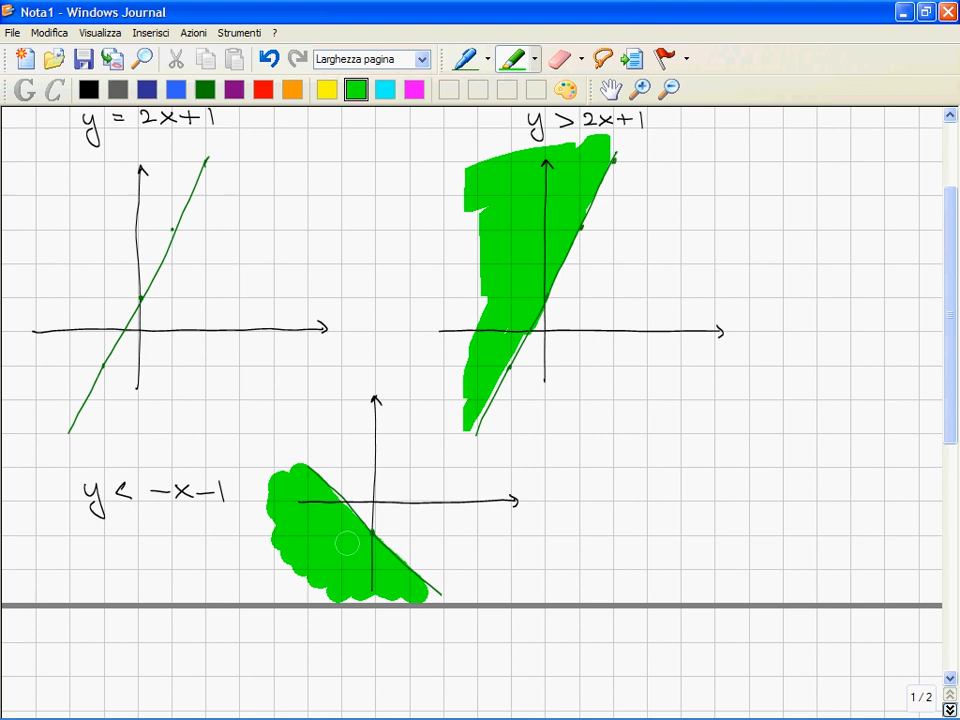 Nota1 - Windows Journal
File Modifica Visualizza Inserisci Azioni Strumenti ?
Larghezza pagina
G C
y = 2x+1
y > 2x+1
y < -x-1
1 / 2